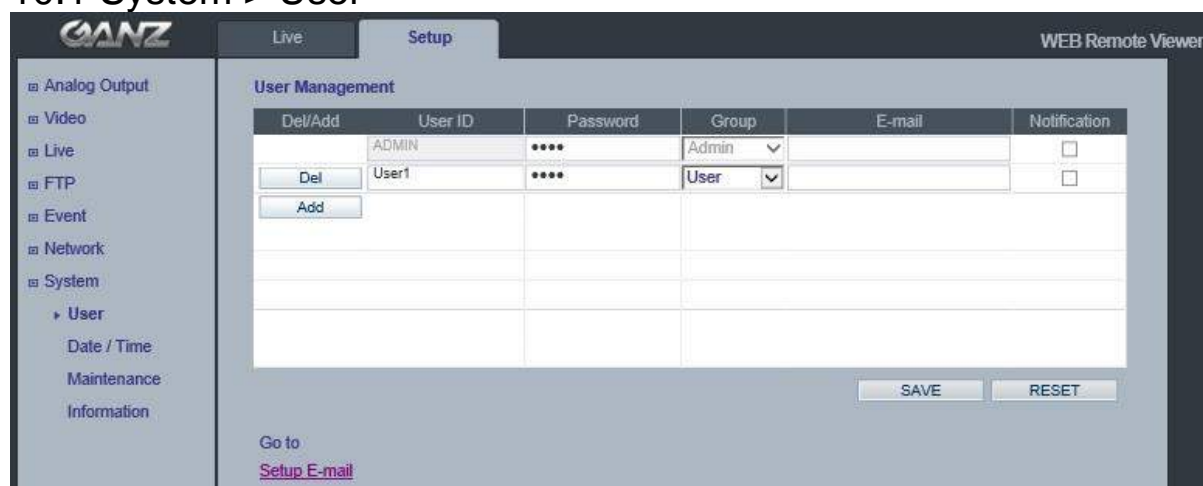 GANZ
Live
Setup
WEB Remote Viewer
Analog Output
Video
Live
FTP
Event
Network
System
User
Date / Time
Maintenance
Information
User Management
Del/Add User ID Password Group E-mail Notification
ADMIN •••• Admin
Del User1 •••• User
Add
SAVE RESET
Go to
Setup E-mail